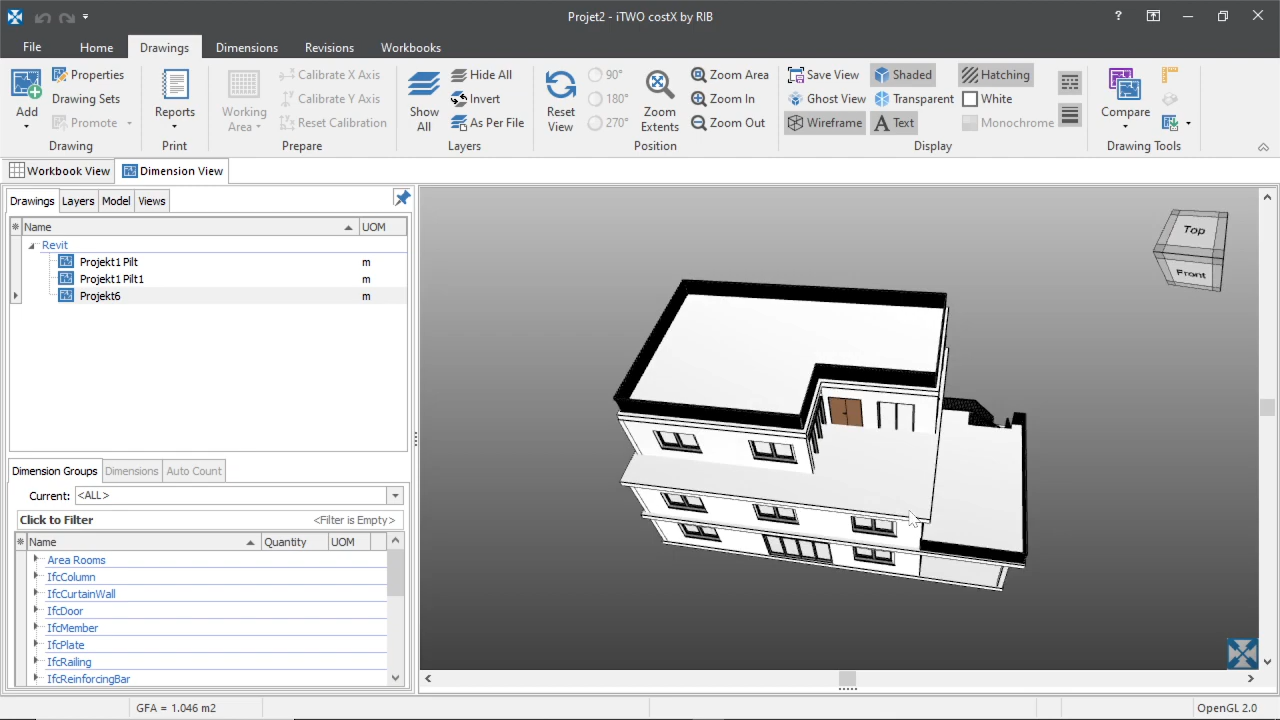 Projet2 - iTWO costX by RIB
?
File Home Drawings Dimensions Revisions Workbooks
Add
Properties
Drawing Sets
Promote
Drawing
Reports
Print
Working Area
Calibrate X Axis
Calibrate Y Axis
Reset Calibration
Prepare
Show All
Hide All
Invert
As Per File
Layers
Reset View
90°
180°
270°
Zoom Extents
Zoom Area
Zoom In
Zoom Out
Position
Save View
Ghost View
Wireframe
Shaded
Transparent
Text
Hatching
White
Monochrome
Display
Compare
Drawing Tools
Workbook View Dimension View
Drawings Layers Model Views
Name UOM
Revit
Projekt1 Pilt m
Projekt1 Pilt1 m
Projekt6 m
Dimension Groups Dimensions Auto Count
Current: <ALL>
Click to Filter <Filter is Empty>
Name Quantity UOM
Area Rooms
IfcColumn
IfcCurtainWall
IfcDoor
IfcMember
IfcPlate
IfcRailing
IfcReinforcingBar
Top
Front
GFA = 1.046 m2
OpenGL 2.0